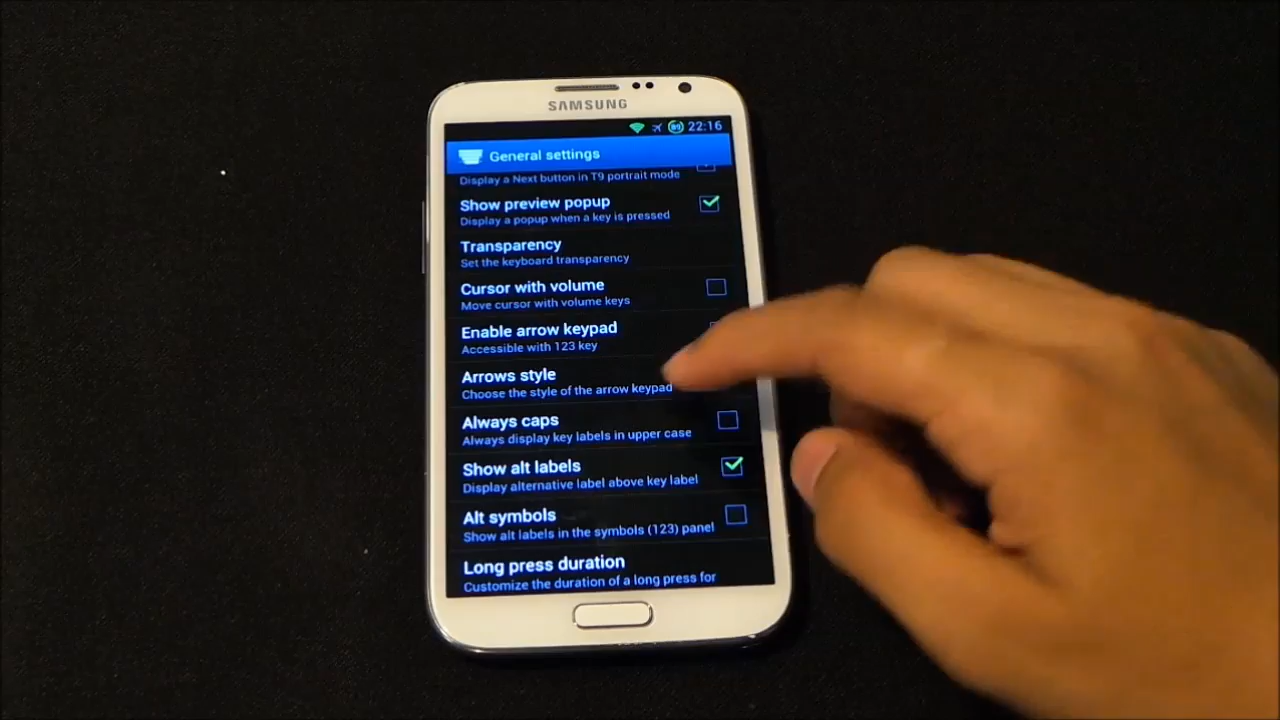 SAMSUNG
89 22:16
General settings
Display a Next button in T9 portrait mode
Show preview popup
Display a popup when a key is pressed
Transparency
Set the keyboard transparency
Cursor with volume
Move cursor with volume keys
Enable arrow keypad
Accessible with 123 key
Arrows style
Choose the style of the arrow keypad
Always caps
Always display key labels in upper case
Show alt labels
Display alternative label above key label
Alt symbols
Show alt labels in the symbols (123) panel
Long press duration
Customize the duration of a long press for